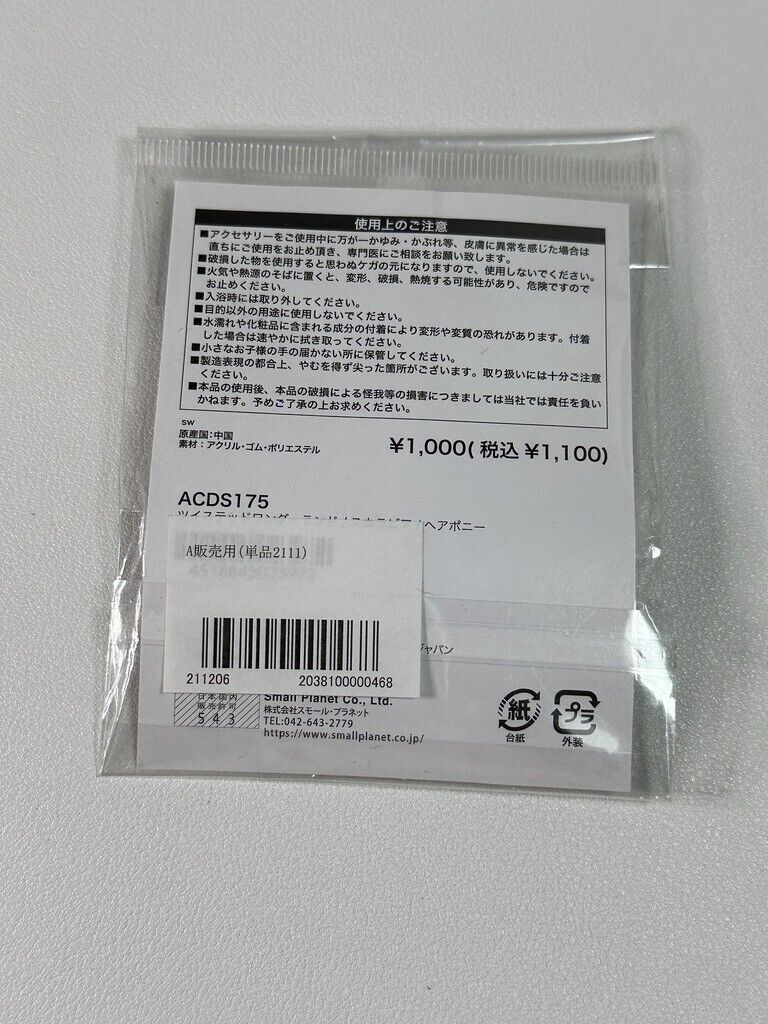 使用上のご注意
■アクセサリーをご使用中に万が一かゆみ・かぶれ等、皮膚に異常を感じた場合は
直ちにご使用をお止め頂き、専門医にご相談をお願い致します。
■破損した物を使用すると思わぬケガの元になりますので、使用しないでください。
■火気や熱源のそばに置くと、変形、破損、熱焼する可能性があり、危険ですので
お止めください。
■入浴時には取り外してください。
■目的以外の用途に使用しないでください。
■水濡れや化粧品に含まれる成分の付着により変形や変質の恐れがあります。付着
した場合は速やかに拭き取ってください。
■小さなお子様の手の届かない所に保管してください。
■製造表現の都合上、やむを得ず尖った箇所がございます。取り扱いには十分ご注意
ください。
■本品の使用後、本品の破損による怪我等の損害につきましては当社では責任を負い
かねます。予めご了承の上お求めください。
sw
原産国:中国
素材:アクリル・ゴム・ポリエステル
¥1,000(税込 ¥1,100)
ACDS175
ヘアポニー
A販売用(単品2111)
211206 2038100000468
ジャパン
日本国内
販売許可
543
Small Planet Co., Ltd.
株式会社スモール・プラネット
TEL:042-643-2779
https://www.smallplanet.co.jp/
紙
台紙
プラ
外装